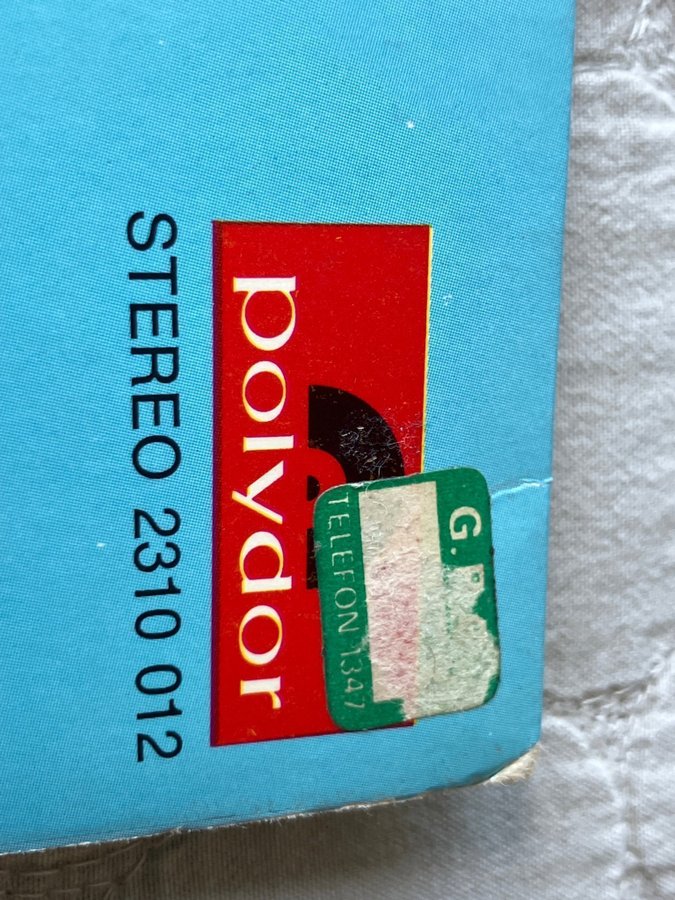 polydor
STEREO 2310 012
G.
TELEFON 1347